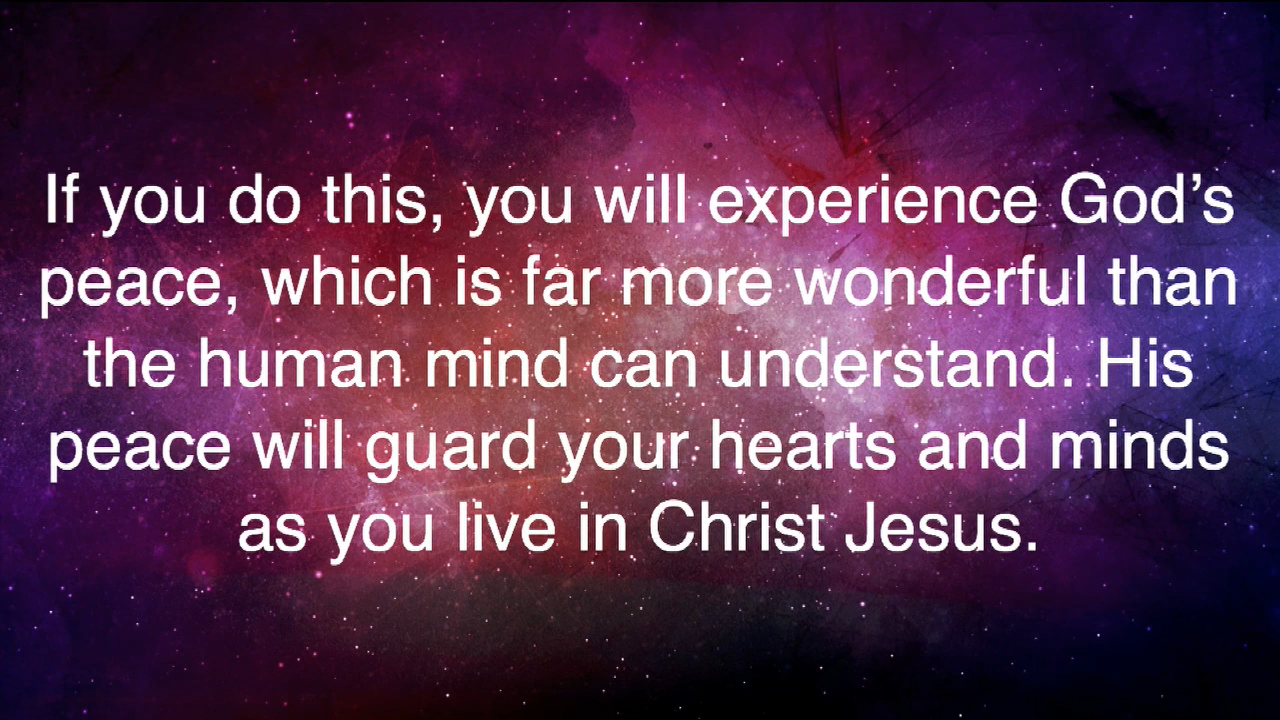 If you do this, you will experience God’s
peace, which is far more wonderful than
the human mind can understand. His
peace will guard your hearts and minds
as you live in Christ Jesus.